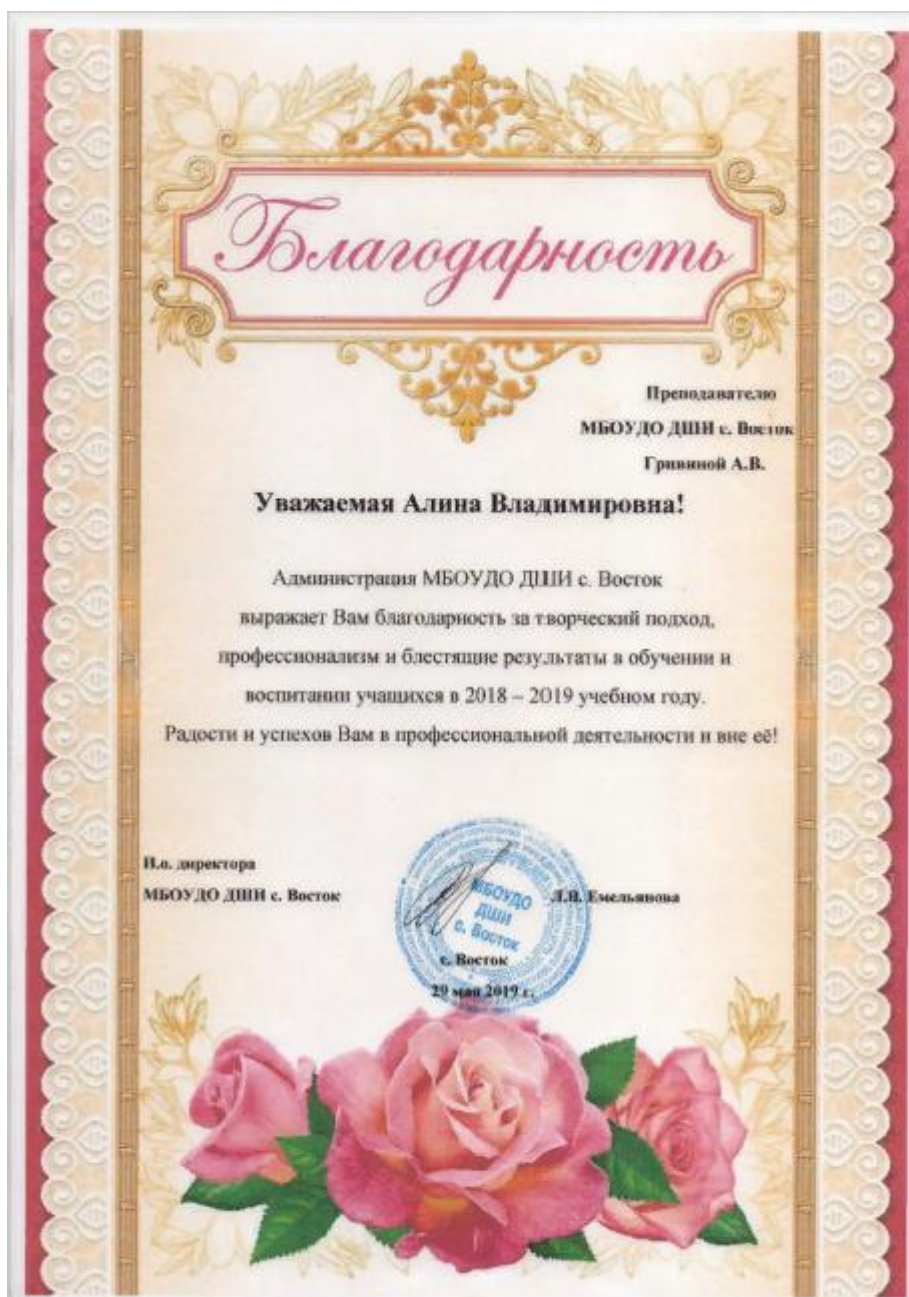 Благодарность
Преподавателю
МБОУДО ДШИ с. Восток
Гривиной А.В.
Уважаемая Алина Владимировна!
Администрация МБОУДО ДШИ с. Восток
выражает Вам благодарность за творческий подход,
профессионализм и блестящие результаты в обучении и
воспитании учащихся в 2018 – 2019 учебном году.
Радости и успехов Вам в профессиональной деятельности и вне её!
И.о. директора
МБОУДО ДШИ с. Восток
Емельянова
МБОУДО
ДШИ
с. Восток
с. Восток
29 мая 2019 г.